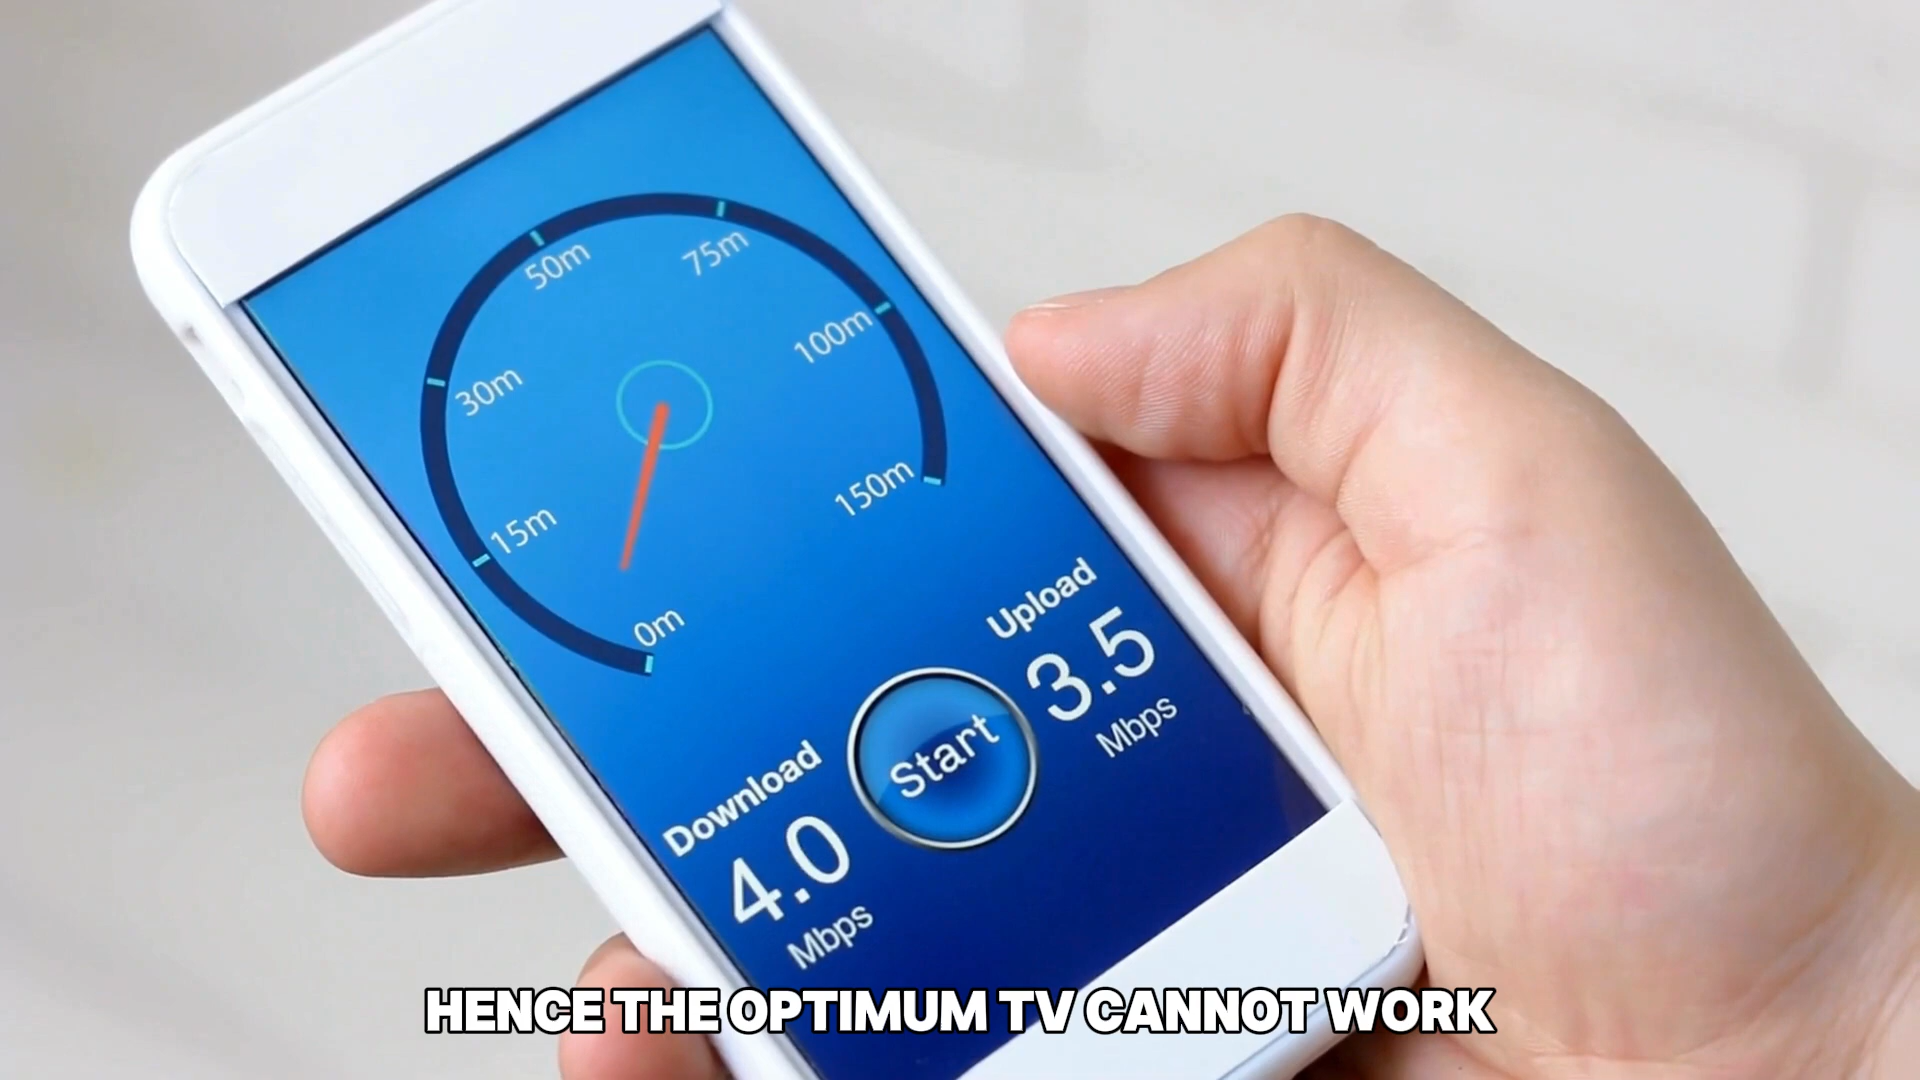 50m
75m
30m
100m
15m
150m
0m
Upload
3.5
Mbps
Start
Download
4.0
Mbps
HENCE THE OPTIMUM TV CANNOT WORK